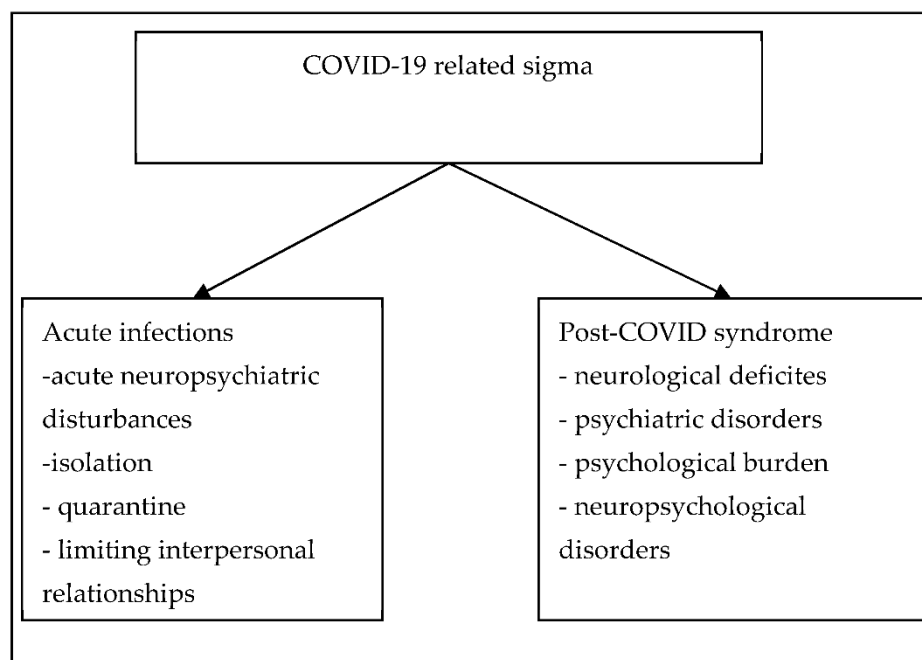 COVID-19 related sigma
Acute infections
-acute neuropsychiatric
disturbances
-isolation
- quarantine
- limiting interpersonal
relationships
Post-COVID syndrome
- neurological deficites
- psychiatric disorders
- psychological burden
- neuropsychological
disorders